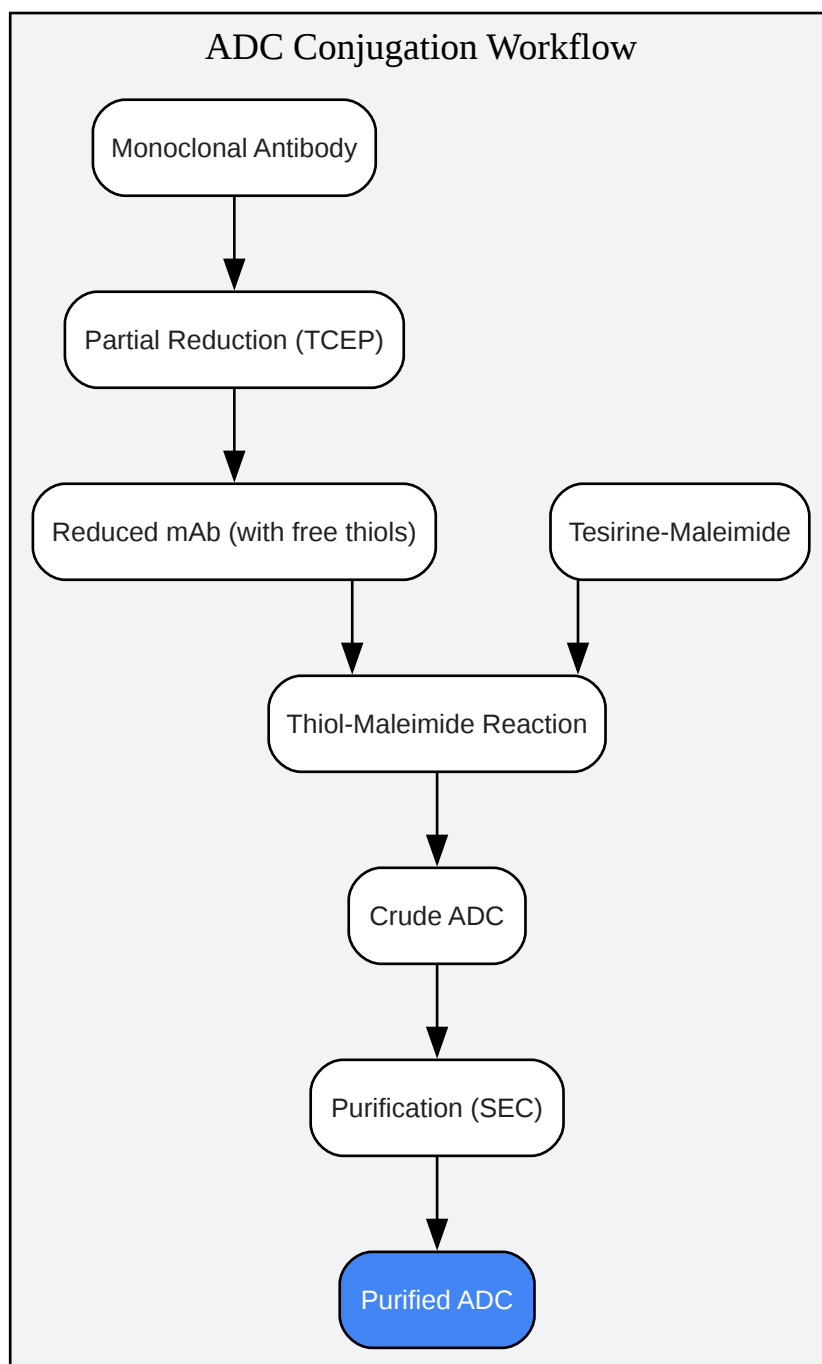 ADC Conjugation Workflow
Monoclonal Antibody
Partial Reduction (TCEP)
Reduced mAb (with free thiols)
Tesirine-Maleimide
Thiol-Maleimide Reaction
Crude ADC
Purification (SEC)
Purified ADC